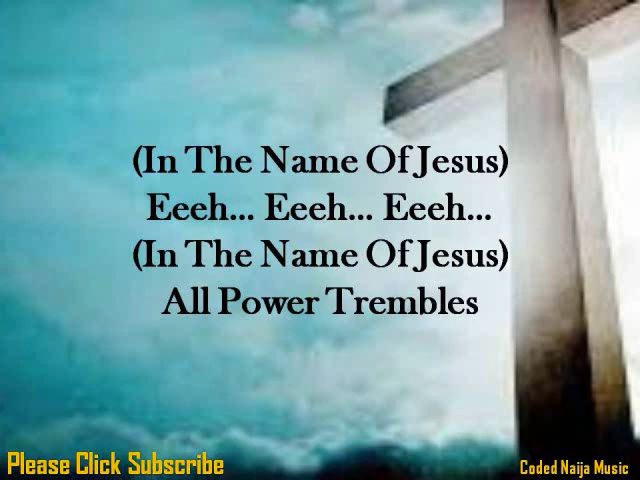 (In The Name Of Jesus)
Eeeh... Eeeh... Eeeh...
(In The Name Of Jesus)
All Power Trembles
Please Click Subscribe
Coded Naija Music